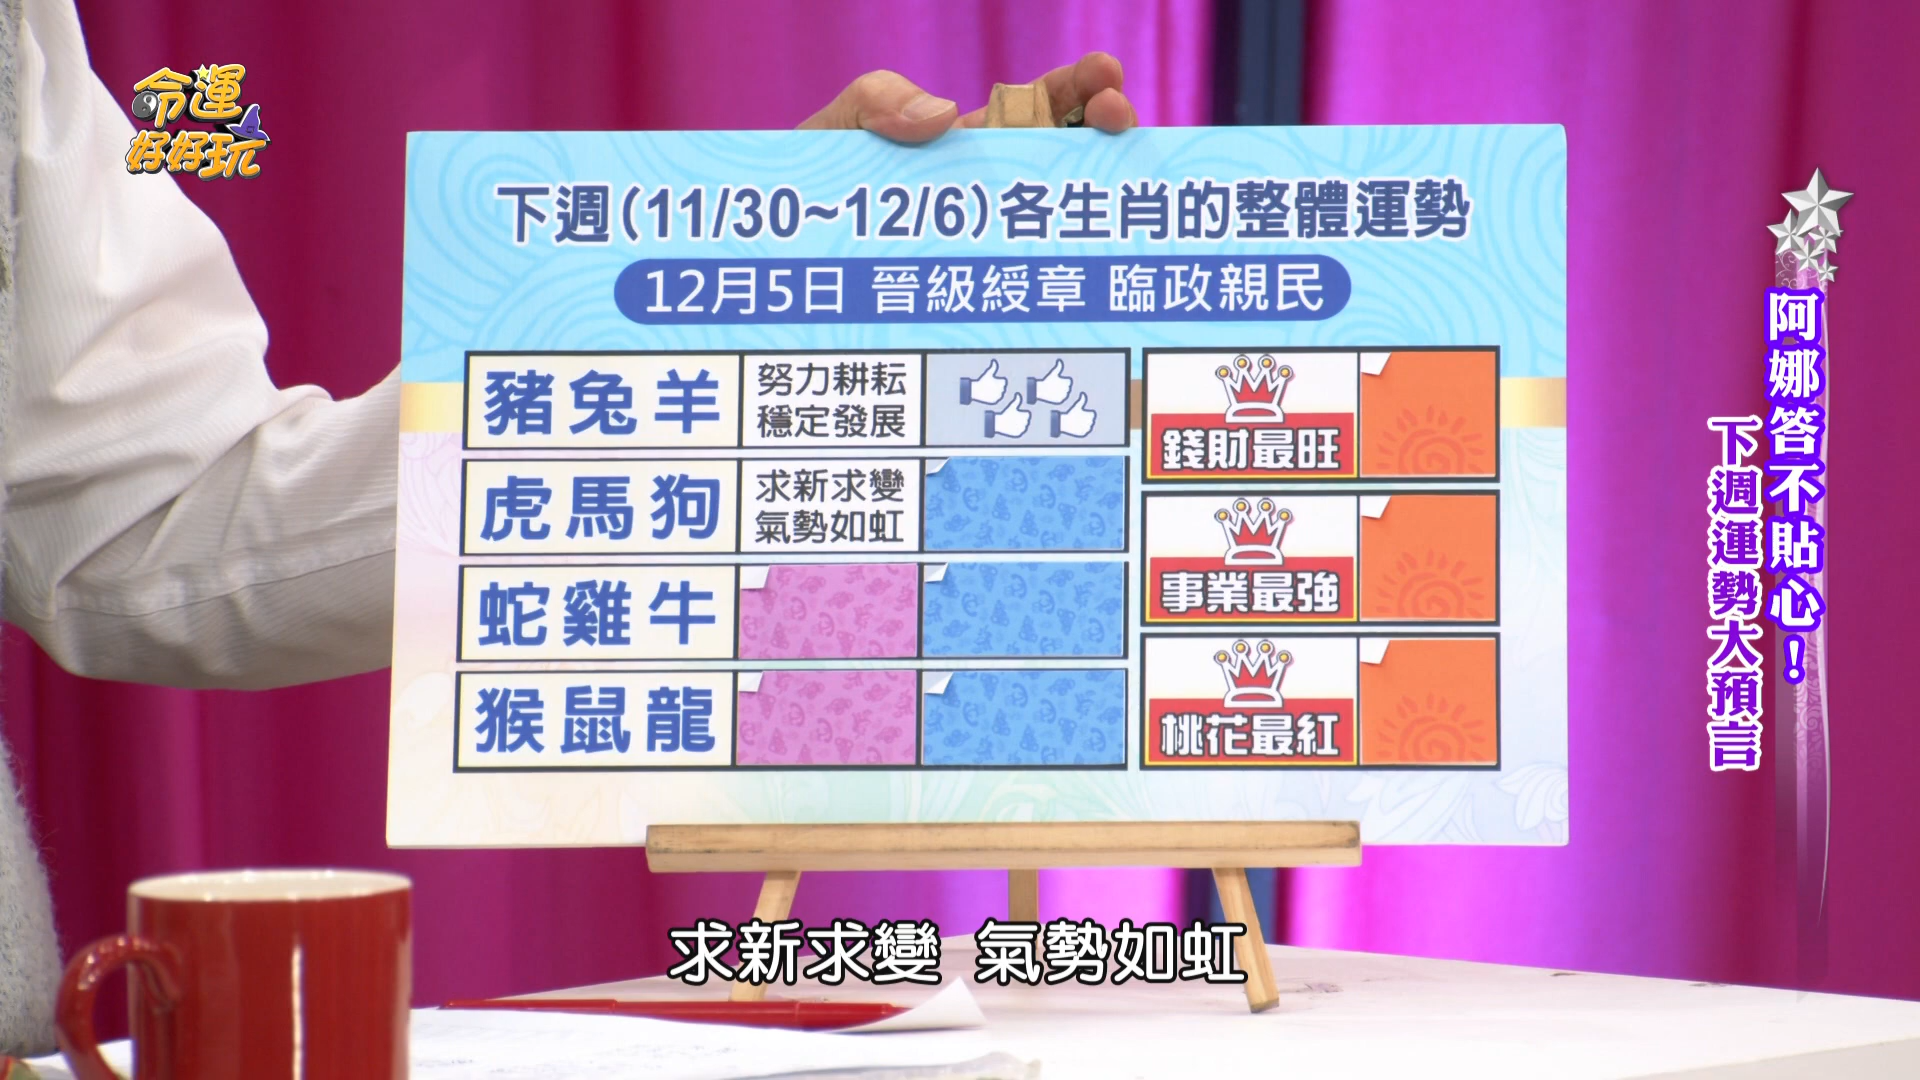 命運
好好玩
下週(11/30~12/6)各生肖的整體運勢
12月5日 晉級綬章 臨政親民
豬兔羊
努力耕耘
穩定發展
虎馬狗
求新求變
氣勢如虹
蛇雞牛
猴鼠龍
錢財最旺
事業最強
桃花最紅
阿娜答不貼心!
下週運勢大預言
求新求變 氣勢如虹